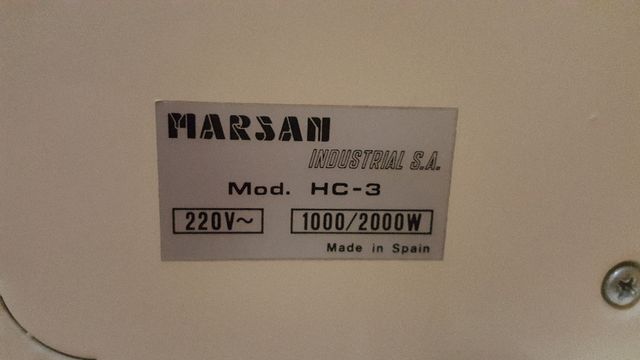 MARSAN
INDUSTRIAL S.A.
Mod. HC-3
220V~ 1000/2000W
Made in Spain